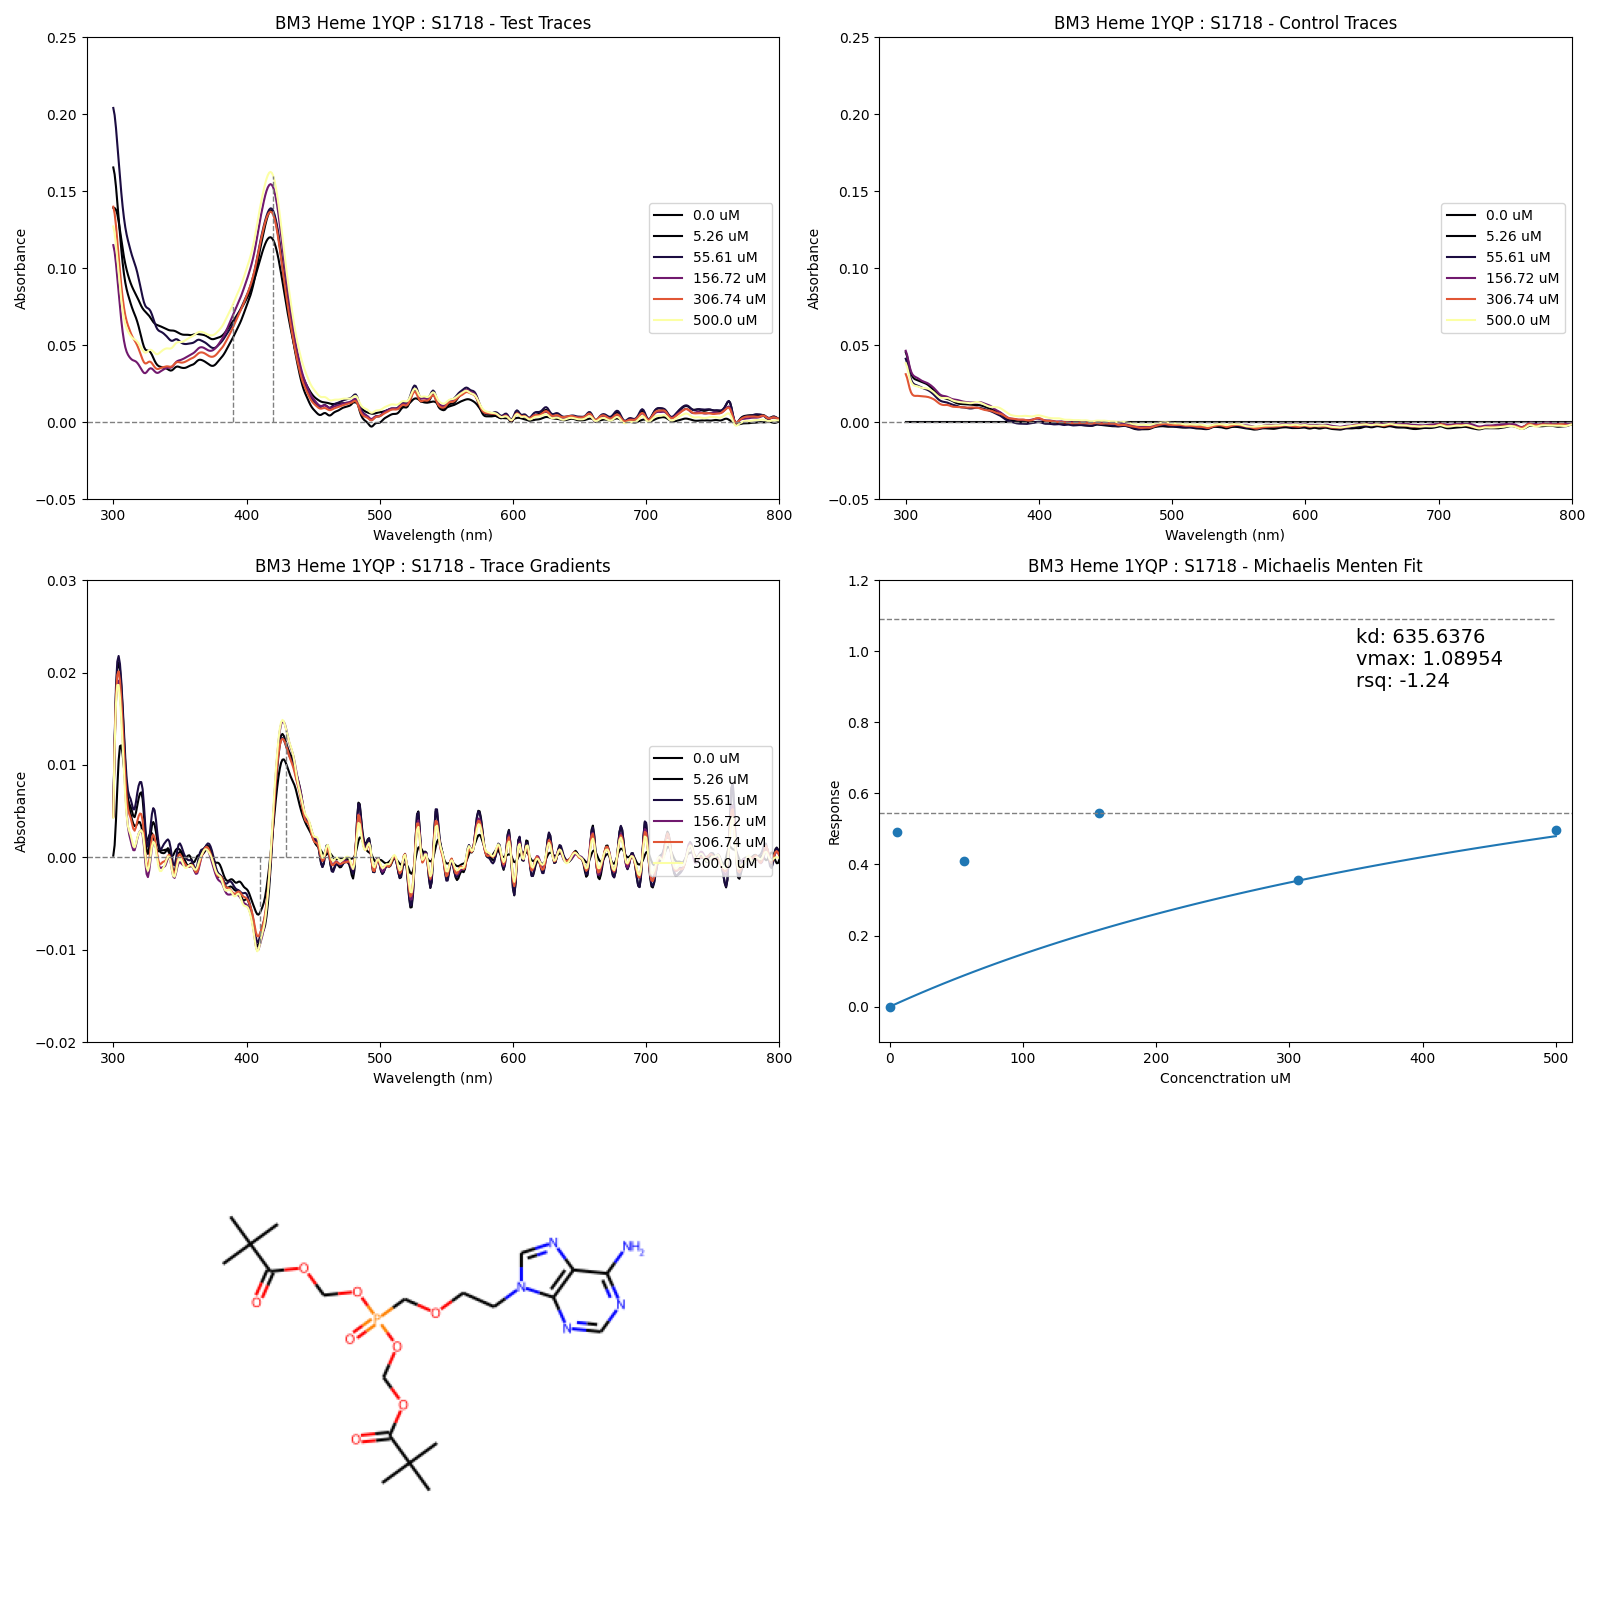 BM3 Heme 1YQP : S1718 - Test Traces
Absorbance
0.25
0.20
0.15
0.10
0.05
0.00
−0.05
0.0 uM
5.26 uM
55.61 uM
156.72 uM
306.74 uM
500.0 uM
300 400 500 600 700 800
Wavelength (nm)
BM3 Heme 1YQP : S1718 - Control Traces
Absorbance
0.25
0.20
0.15
0.10
0.05
0.00
−0.05
0.0 uM
5.26 uM
55.61 uM
156.72 uM
306.74 uM
500.0 uM
300 400 500 600 700 800
Wavelength (nm)
BM3 Heme 1YQP : S1718 - Trace Gradients
Absorbance
0.03
0.02
0.01
0.00
−0.01
−0.02
0.0 uM
5.26 uM
55.61 uM
156.72 uM
306.74 uM
500.0 uM
300 400 500 600 700 800
Wavelength (nm)
BM3 Heme 1YQP : S1718 - Michaelis Menten Fit
Response
1.2
1.0
0.8
0.6
0.4
0.2
0.0
kd: 635.6376
vmax: 1.08954
rsq: -1.24
0 100 200 300 400 500
Concenctration uM
N NH2
O O N N
O O P O N
O O
O
O